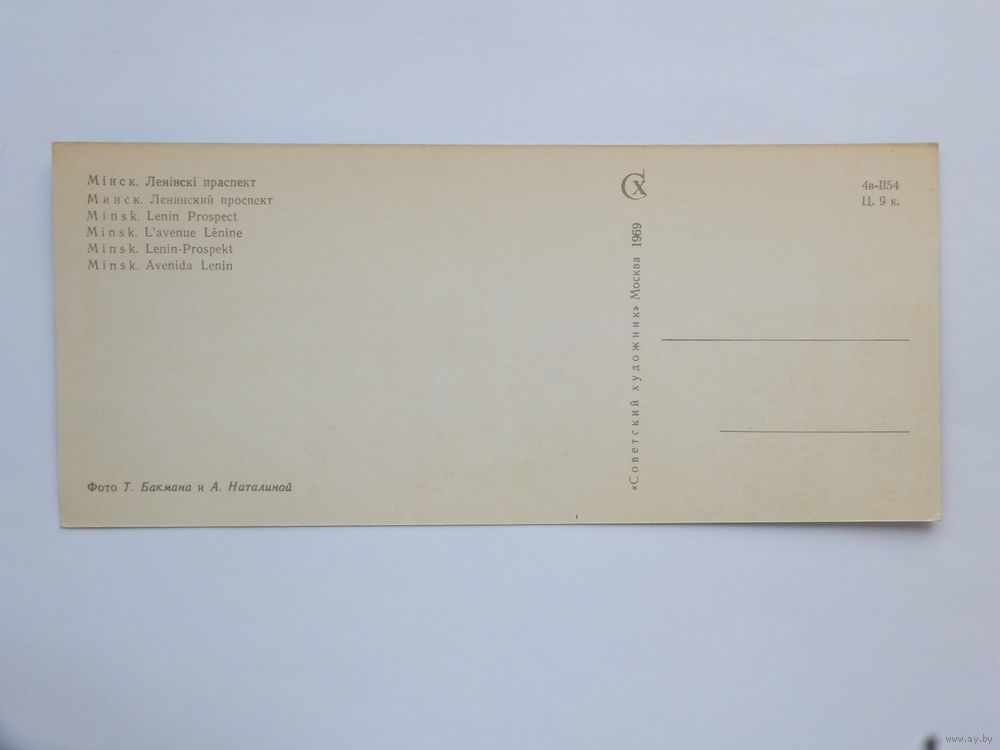 Мінск. Ленінскі праспект
Минск. Ленинский проспект
Minsk. Lenin Prospect
Minsk. L'avenue Lénine
Minsk. Lenin-Prospekt
Minsk. Avenida Lenin
Фото Т. Бакмана и А. Наталиной
СХ
«Советский художник» Москва 1969
4в-II54
Ц. 9 к.
www.ay.by